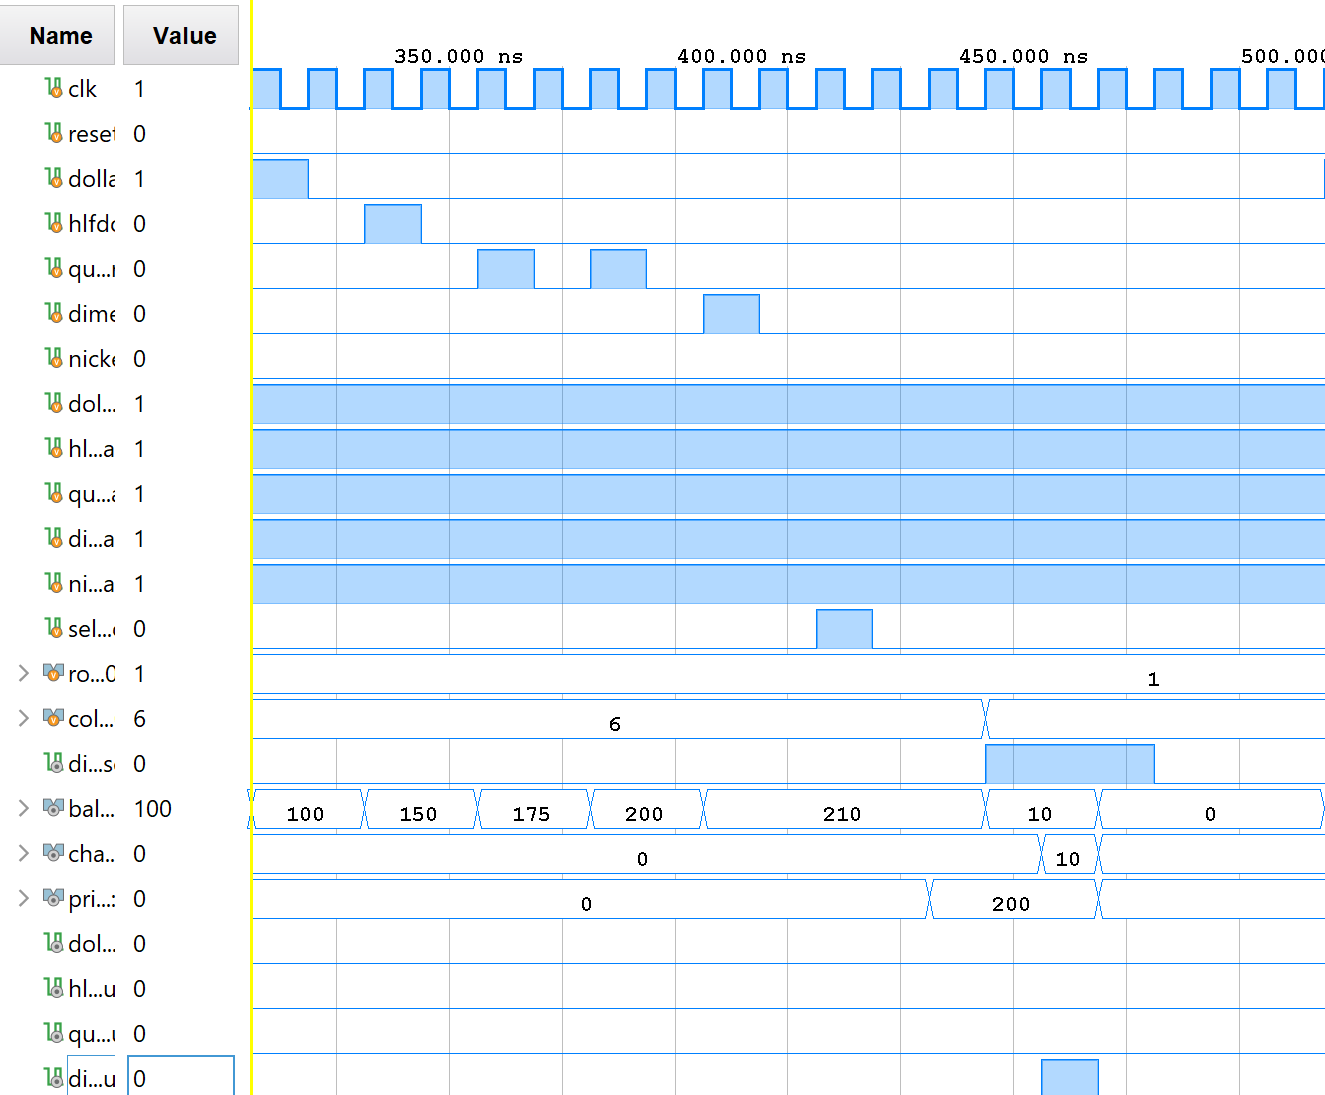 Name Value
350.000 ns 400.000 ns 450.000 ns 500.000
clk 1
reset 0
dolla 1
hlfdo 0
qu...r 0
dime 0
nicke 0
dol... 1
hl...a 1
qu...a 1
di...a 1
ni...a 1
sel...e 0
ro...0 1 1
col... 6 6
di...se 0
bal... 100 100 150 175 200 210 10 0
cha... 0 0 10
pri...: 0 0 200
dol... 0
hl...u 0
qu...u 0
di...u 0